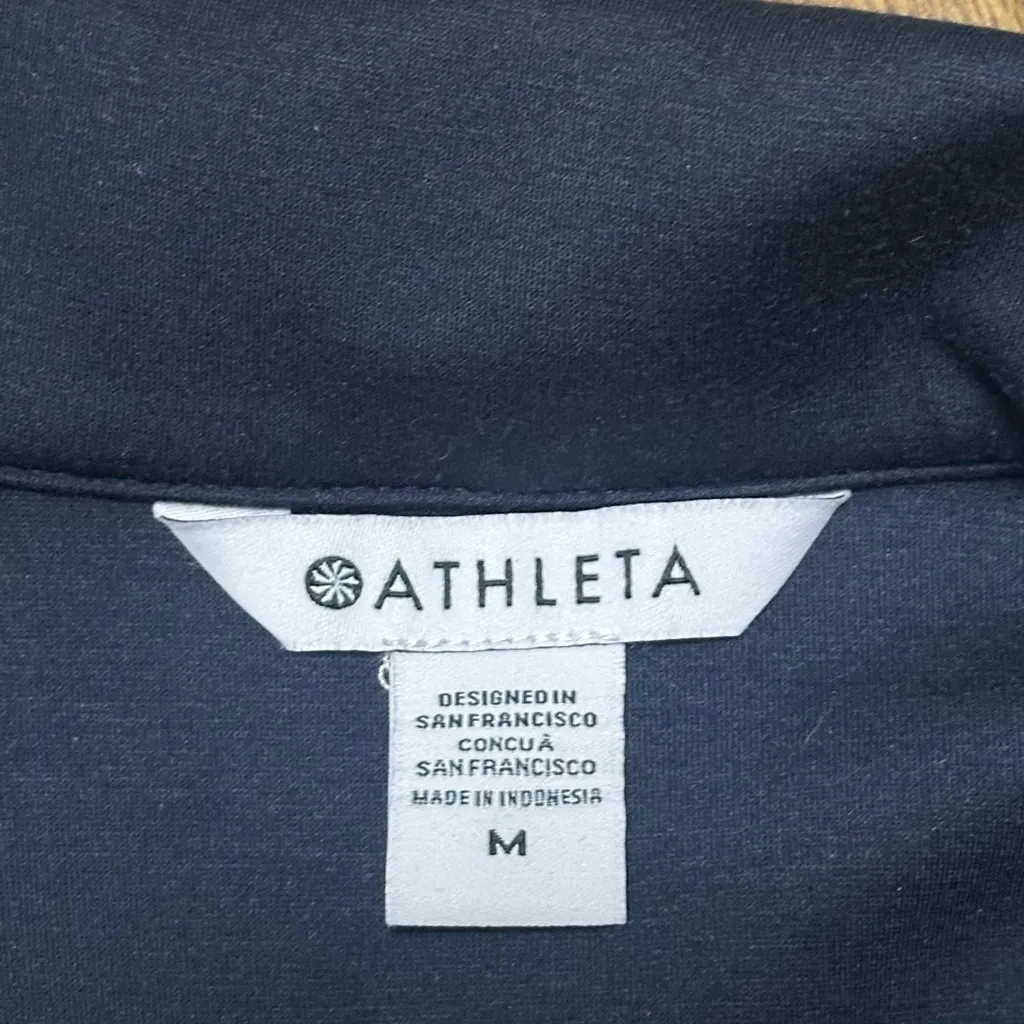 ATHLETA
DESIGNED IN
SAN FRANCISCO
CONCU À
SAN FRANCISCO
MADE IN INDONESIA
M